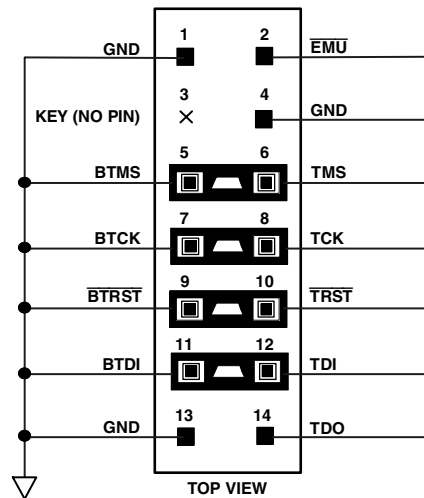 1 2
GND EMU
3 4
KEY (NO PIN) GND
5 6
BTMS TMS
7 8
BTCK TCK
9 10
BTRST TRST
11 12
BTDI TDI
13 14
GND TDO
TOP VIEW